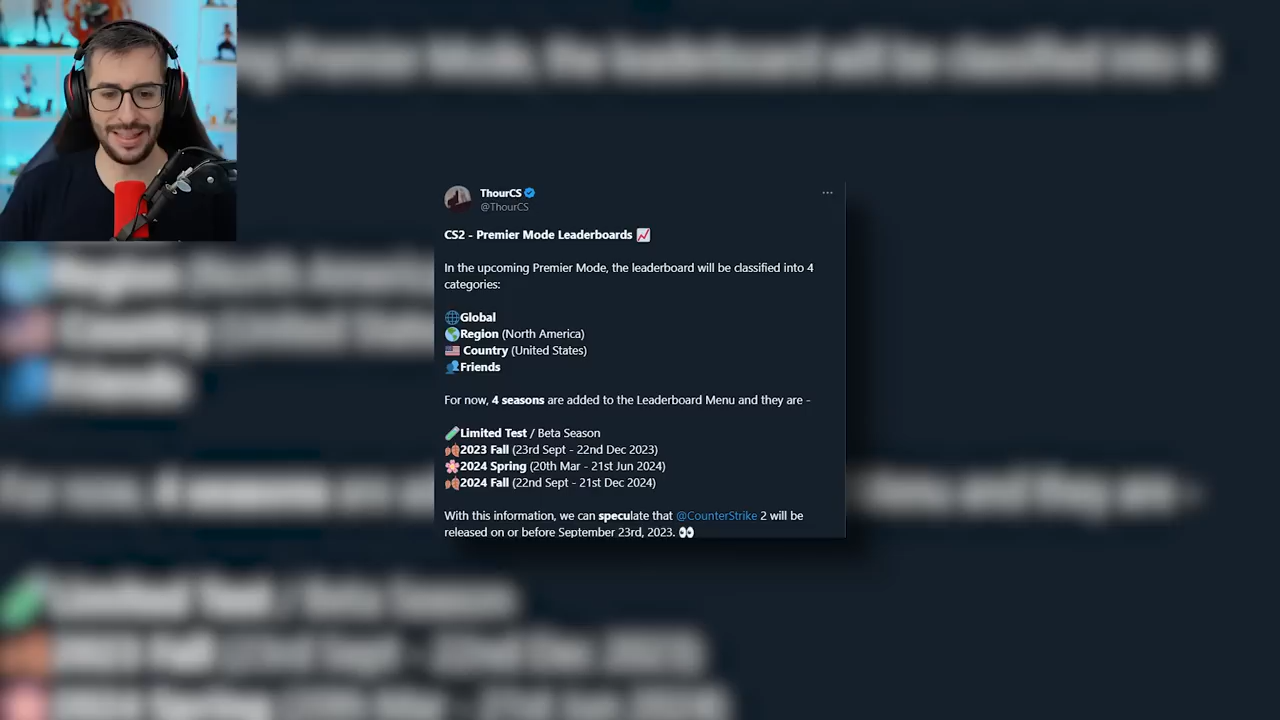 ThourCS
@ThourCS
CS2 - Premier Mode Leaderboards
In the upcoming Premier Mode, the leaderboard will be classified into 4
categories:
Global
Region (North America)
Country (United States)
Friends
For now, 4 seasons are added to the Leaderboard Menu and they are -
Limited Test / Beta Season
2023 Fall (23rd Sept - 22nd Dec 2023)
2024 Spring (20th Mar - 21st Jun 2024)
2024 Fall (22nd Sept - 21st Dec 2024)
With this information, we can speculate that @CounterStrike 2 will be
released on or before September 23rd, 2023.